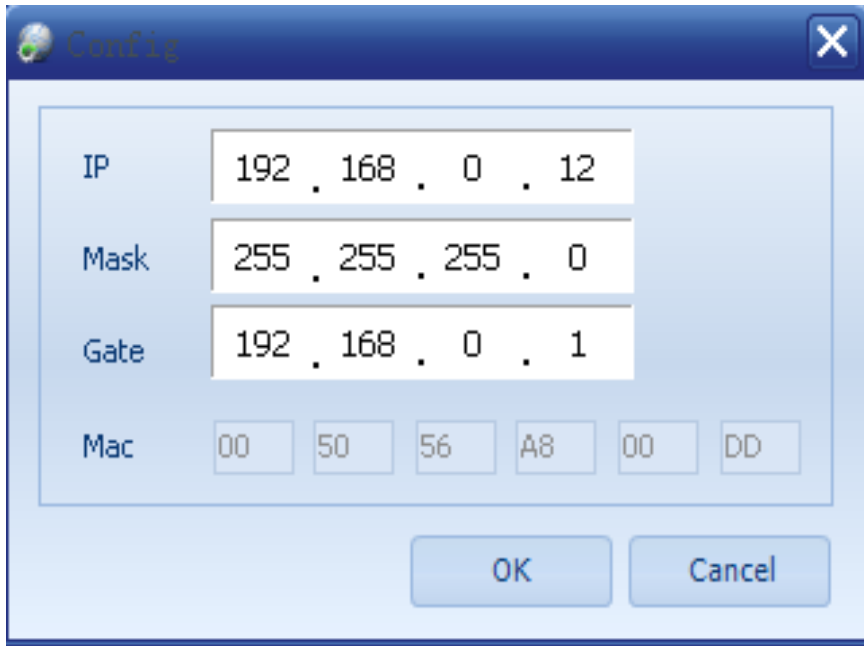 Config
IP 192 . 168 . 0 . 12
Mask 255 . 255 . 255 . 0
Gate 192 . 168 . 0 . 1
Mac 00 50 56 A8 00 DD
OK Cancel